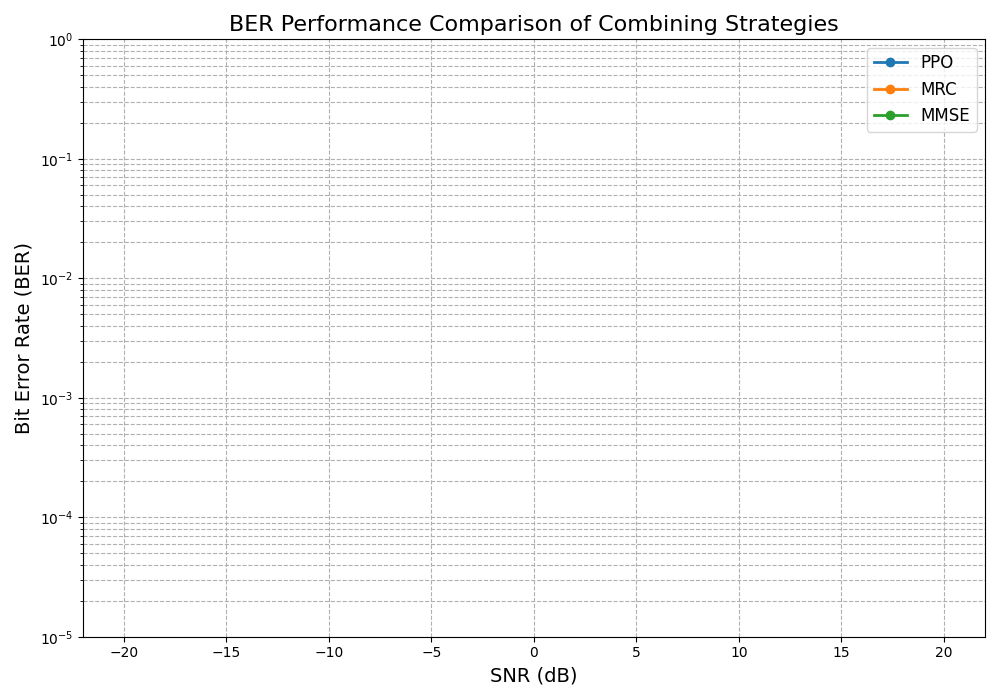 BER Performance Comparison of Combining Strategies
PPO
MRC
MMSE
Bit Error Rate (BER)
10⁰
10⁻¹
10⁻²
10⁻³
10⁻⁴
10⁻⁵
−20 −15 −10 −5 0 5 10 15 20
SNR (dB)